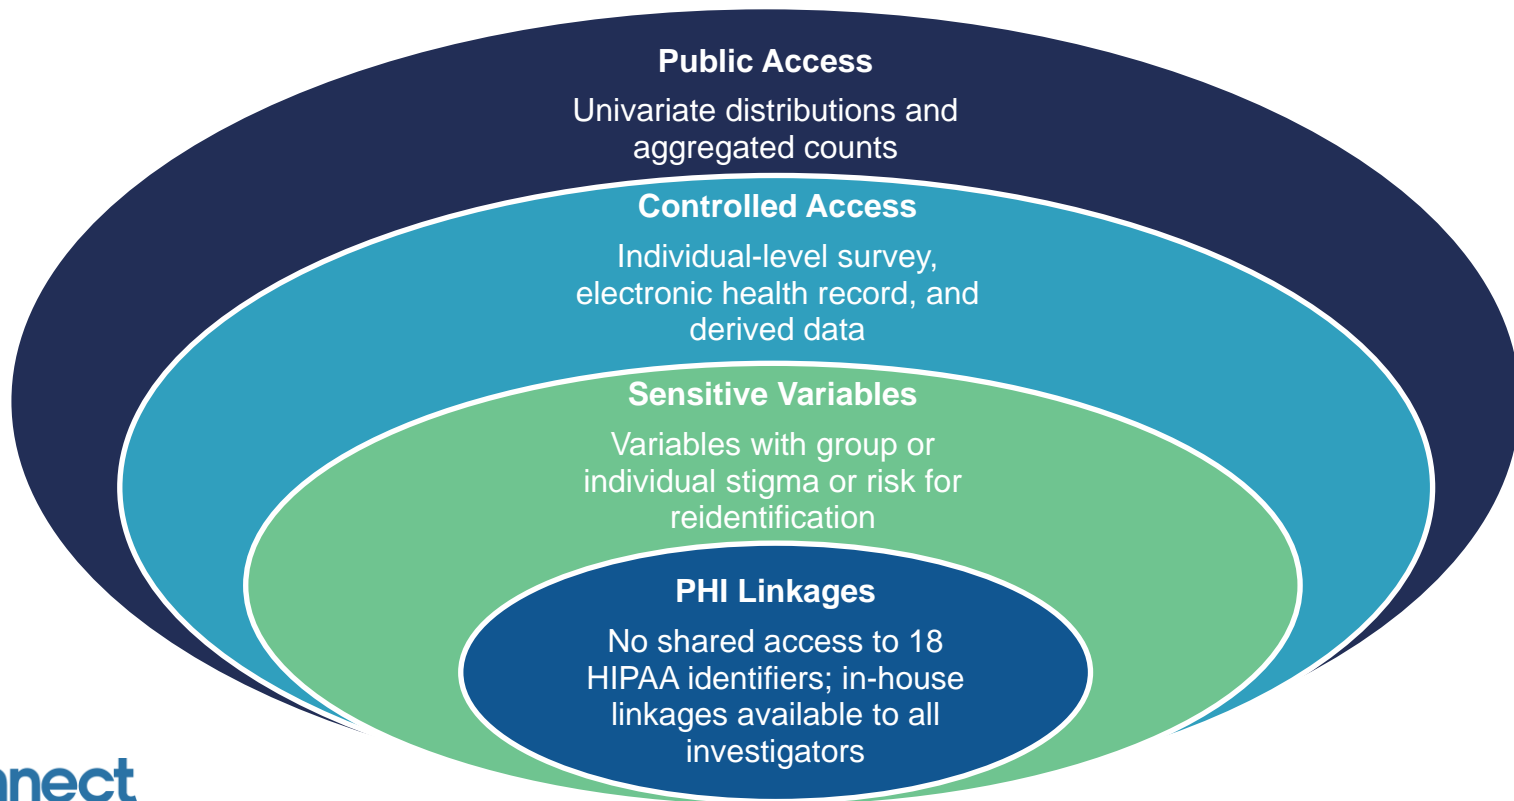 Public Access
Univariate distributions and
aggregated counts
Controlled Access
Individual-level survey,
electronic health record, and
derived data
Sensitive Variables
Variables with group or
individual stigma or risk for
reidentification
PHI Linkages
No shared access to 18
HIPAA identifiers; in-house
linkages available to all
investigators